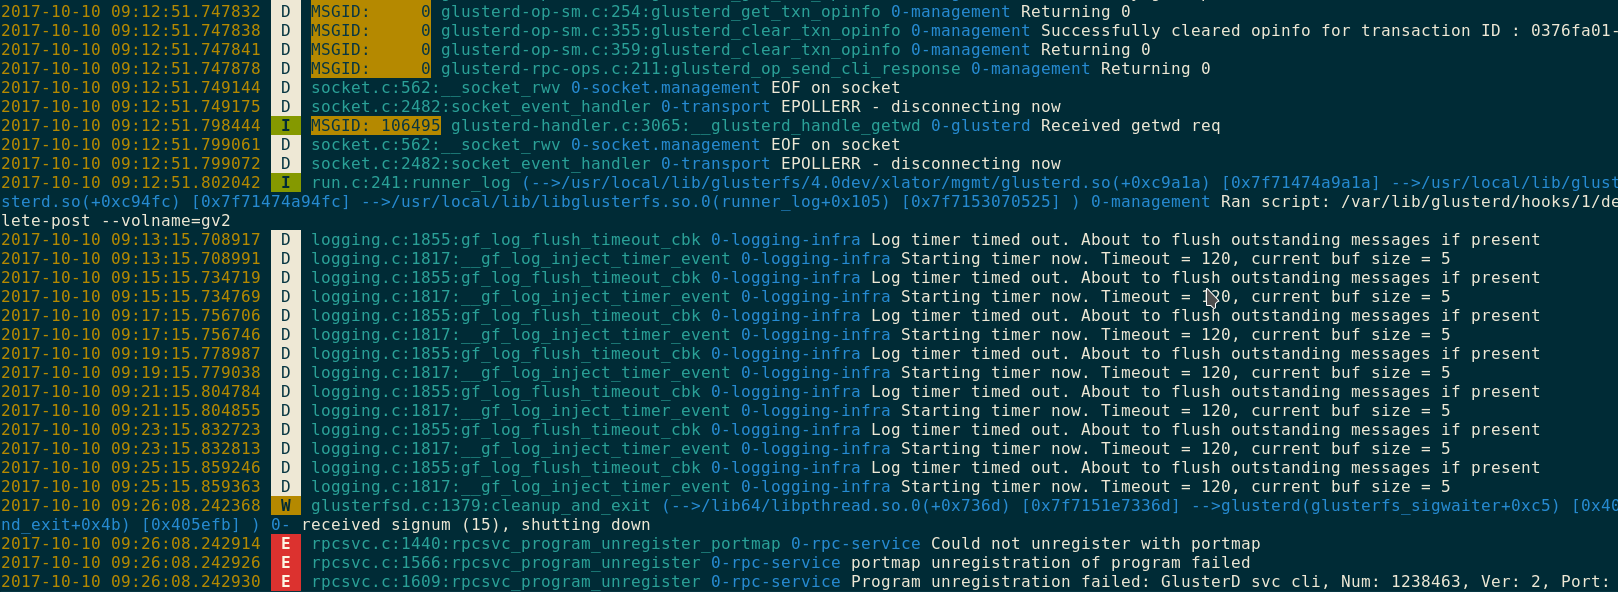 2017-10-10 09:12:51.747832 D MSGID: 0 glusterd-op-sm.c:254:glusterd_get_txn_opinfo 0-management Returning 0
2017-10-10 09:12:51.747838 D MSGID: 0 glusterd-op-sm.c:355:glusterd_clear_txn_opinfo 0-management Successfully cleared opinfo for transaction ID : 0376fa01-
2017-10-10 09:12:51.747841 D MSGID: 0 glusterd-op-sm.c:359:glusterd_clear_txn_opinfo 0-management Returning 0
2017-10-10 09:12:51.747878 D MSGID: 0 glusterd-rpc-ops.c:211:glusterd_op_send_cli_response 0-management Returning 0
2017-10-10 09:12:51.749144 D socket.c:562:__socket_rwv 0-socket.management EOF on socket
2017-10-10 09:12:51.749175 D socket.c:2482:socket_event_handler 0-transport EPOLLERR - disconnecting now
2017-10-10 09:12:51.798444 I MSGID: 106495 glusterd-handler.c:3065:__glusterd_handle_getwd 0-glusterd Received getwd req
2017-10-10 09:12:51.799061 D socket.c:562:__socket_rwv 0-socket.management EOF on socket
2017-10-10 09:12:51.799072 D socket.c:2482:socket_event_handler 0-transport EPOLLERR - disconnecting now
2017-10-10 09:12:51.802042 I run.c:241:runner_log (-->/usr/local/lib/glusterfs/4.0dev/xlator/mgmt/glusterd.so(+0xc9a1a) [0x7f71474a9a1a] -->/usr/local/lib/glust
sterd.so(+0xc94fc) [0x7f71474a94fc] -->/usr/local/lib/libglusterfs.so.0(runner_log+0x105) [0x7f7153070525] ) 0-management Ran script: /var/lib/glusterd/hooks/1/de
lete-post --volname=gv2
2017-10-10 09:13:15.708917 D logging.c:1855:gf_log_flush_timeout_cbk 0-logging-infra Log timer timed out. About to flush outstanding messages if present
2017-10-10 09:13:15.708991 D logging.c:1817:__gf_log_inject_timer_event 0-logging-infra Starting timer now. Timeout = 120, current buf size = 5
2017-10-10 09:15:15.734719 D logging.c:1855:gf_log_flush_timeout_cbk 0-logging-infra Log timer timed out. About to flush outstanding messages if present
2017-10-10 09:15:15.734769 D logging.c:1817:__gf_log_inject_timer_event 0-logging-infra Starting timer now. Timeout = 120, current buf size = 5
2017-10-10 09:17:15.756706 D logging.c:1855:gf_log_flush_timeout_cbk 0-logging-infra Log timer timed out. About to flush outstanding messages if present
2017-10-10 09:17:15.756746 D logging.c:1817:__gf_log_inject_timer_event 0-logging-infra Starting timer now. Timeout = 120, current buf size = 5
2017-10-10 09:19:15.778987 D logging.c:1855:gf_log_flush_timeout_cbk 0-logging-infra Log timer timed out. About to flush outstanding messages if present
2017-10-10 09:19:15.779038 D logging.c:1817:__gf_log_inject_timer_event 0-logging-infra Starting timer now. Timeout = 120, current buf size = 5
2017-10-10 09:21:15.804784 D logging.c:1855:gf_log_flush_timeout_cbk 0-logging-infra Log timer timed out. About to flush outstanding messages if present
2017-10-10 09:21:15.804855 D logging.c:1817:__gf_log_inject_timer_event 0-logging-infra Starting timer now. Timeout = 120, current buf size = 5
2017-10-10 09:23:15.832723 D logging.c:1855:gf_log_flush_timeout_cbk 0-logging-infra Log timer timed out. About to flush outstanding messages if present
2017-10-10 09:23:15.832813 D logging.c:1817:__gf_log_inject_timer_event 0-logging-infra Starting timer now. Timeout = 120, current buf size = 5
2017-10-10 09:25:15.859246 D logging.c:1855:gf_log_flush_timeout_cbk 0-logging-infra Log timer timed out. About to flush outstanding messages if present
2017-10-10 09:25:15.859363 D logging.c:1817:__gf_log_inject_timer_event 0-logging-infra Starting timer now. Timeout = 120, current buf size = 5
2017-10-10 09:26:08.242368 W glusterfsd.c:1379:cleanup_and_exit (-->/lib64/libpthread.so.0(+0x736d) [0x7f7151e7336d] -->glusterd(glusterfs_sigwaiter+0xc5) [0x40
nd_exit+0x4b) [0x405efb] ) 0- received signum (15), shutting down
2017-10-10 09:26:08.242914 E rpcsvc.c:1440:rpcsvc_program_unregister_portmap 0-rpc-service Could not unregister with portmap
2017-10-10 09:26:08.242926 E rpcsvc.c:1566:rpcsvc_program_unregister 0-rpc-service portmap unregistration of program failed
2017-10-10 09:26:08.242930 E rpcsvc.c:1609:rpcsvc_program_unregister 0-rpc-service Program unregistration failed: GlusterD svc cli, Num: 1238463, Ver: 2, Port: